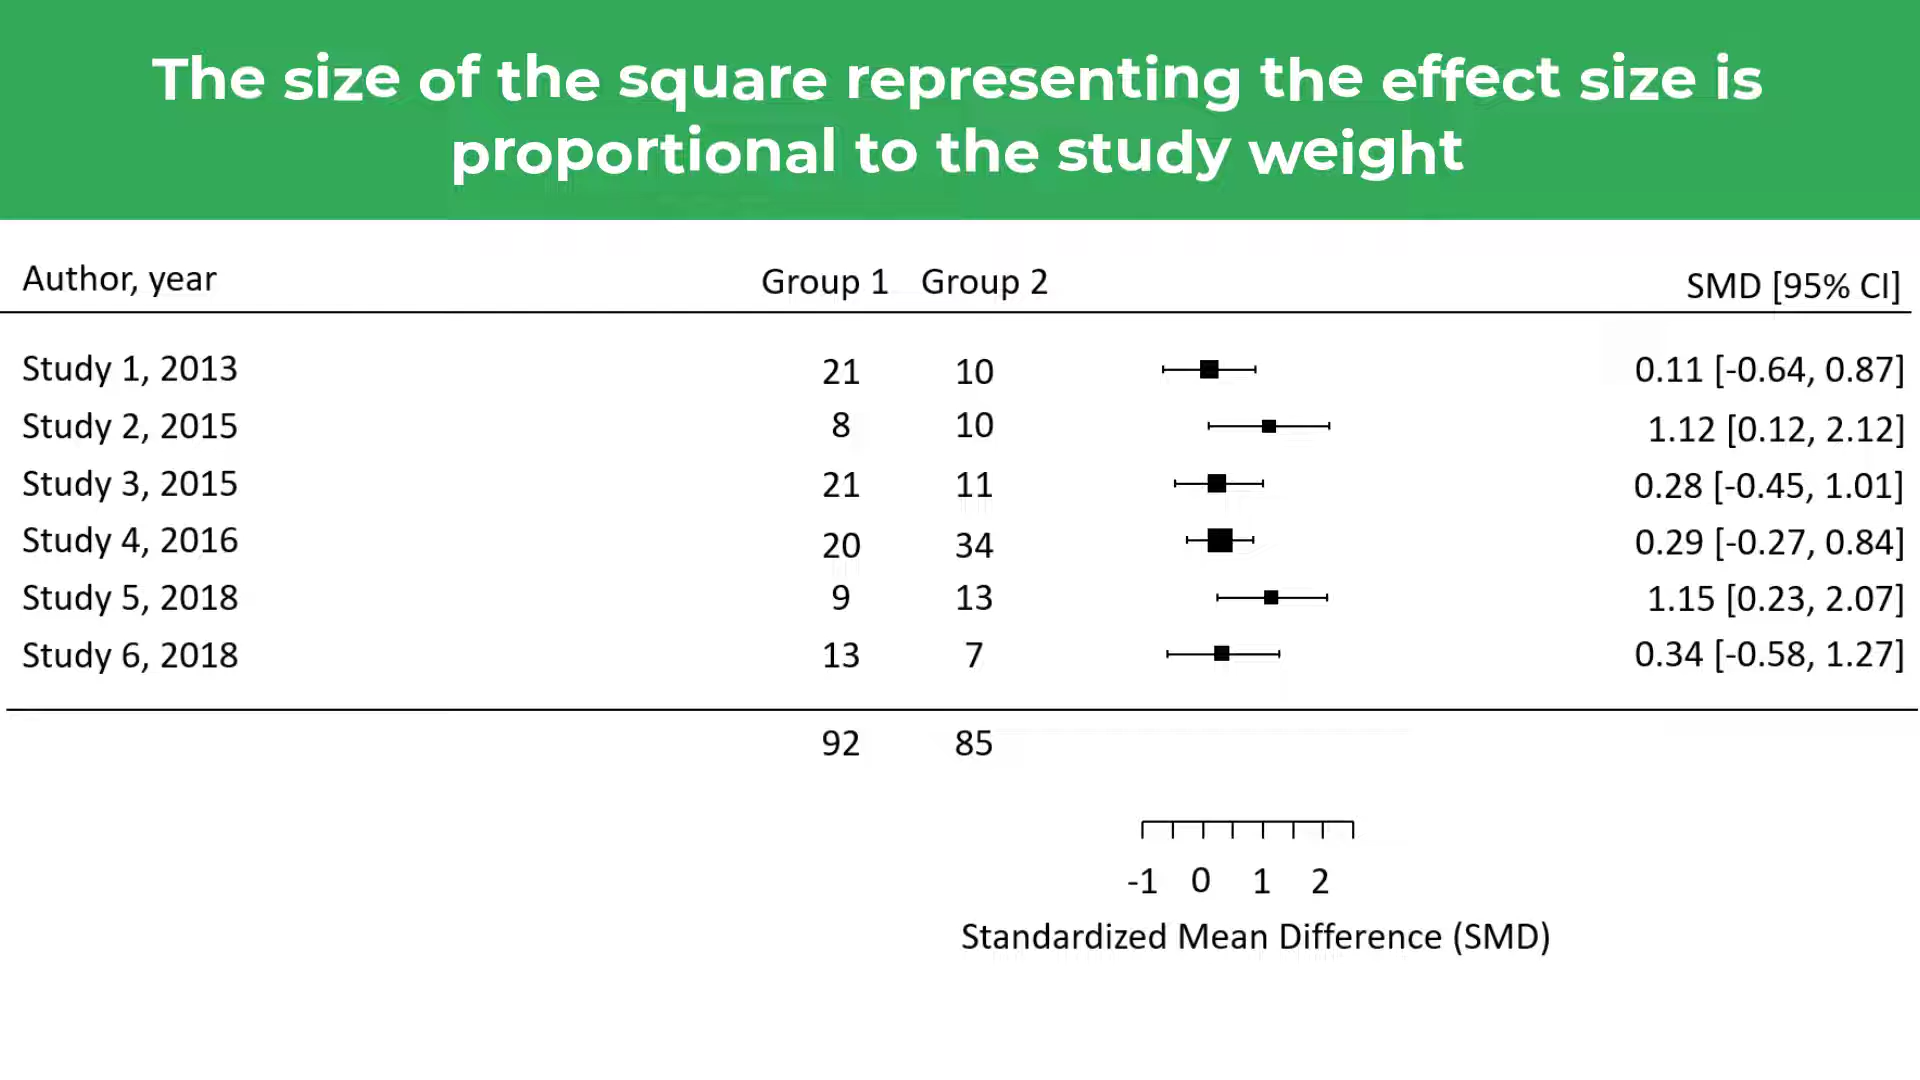 The size of the square representing the effect size is
proportional to the study weight
Author, year Group 1 Group 2 SMD [95% CI]
Study 1, 2013 21 10 0.11 [-0.64, 0.87]
Study 2, 2015 8 10 1.12 [0.12, 2.12]
Study 3, 2015 21 11 0.28 [-0.45, 1.01]
Study 4, 2016 20 34 0.29 [-0.27, 0.84]
Study 5, 2018 9 13 1.15 [0.23, 2.07]
Study 6, 2018 13 7 0.34 [-0.58, 1.27]
92 85
-1 0 1 2
Standardized Mean Difference (SMD)